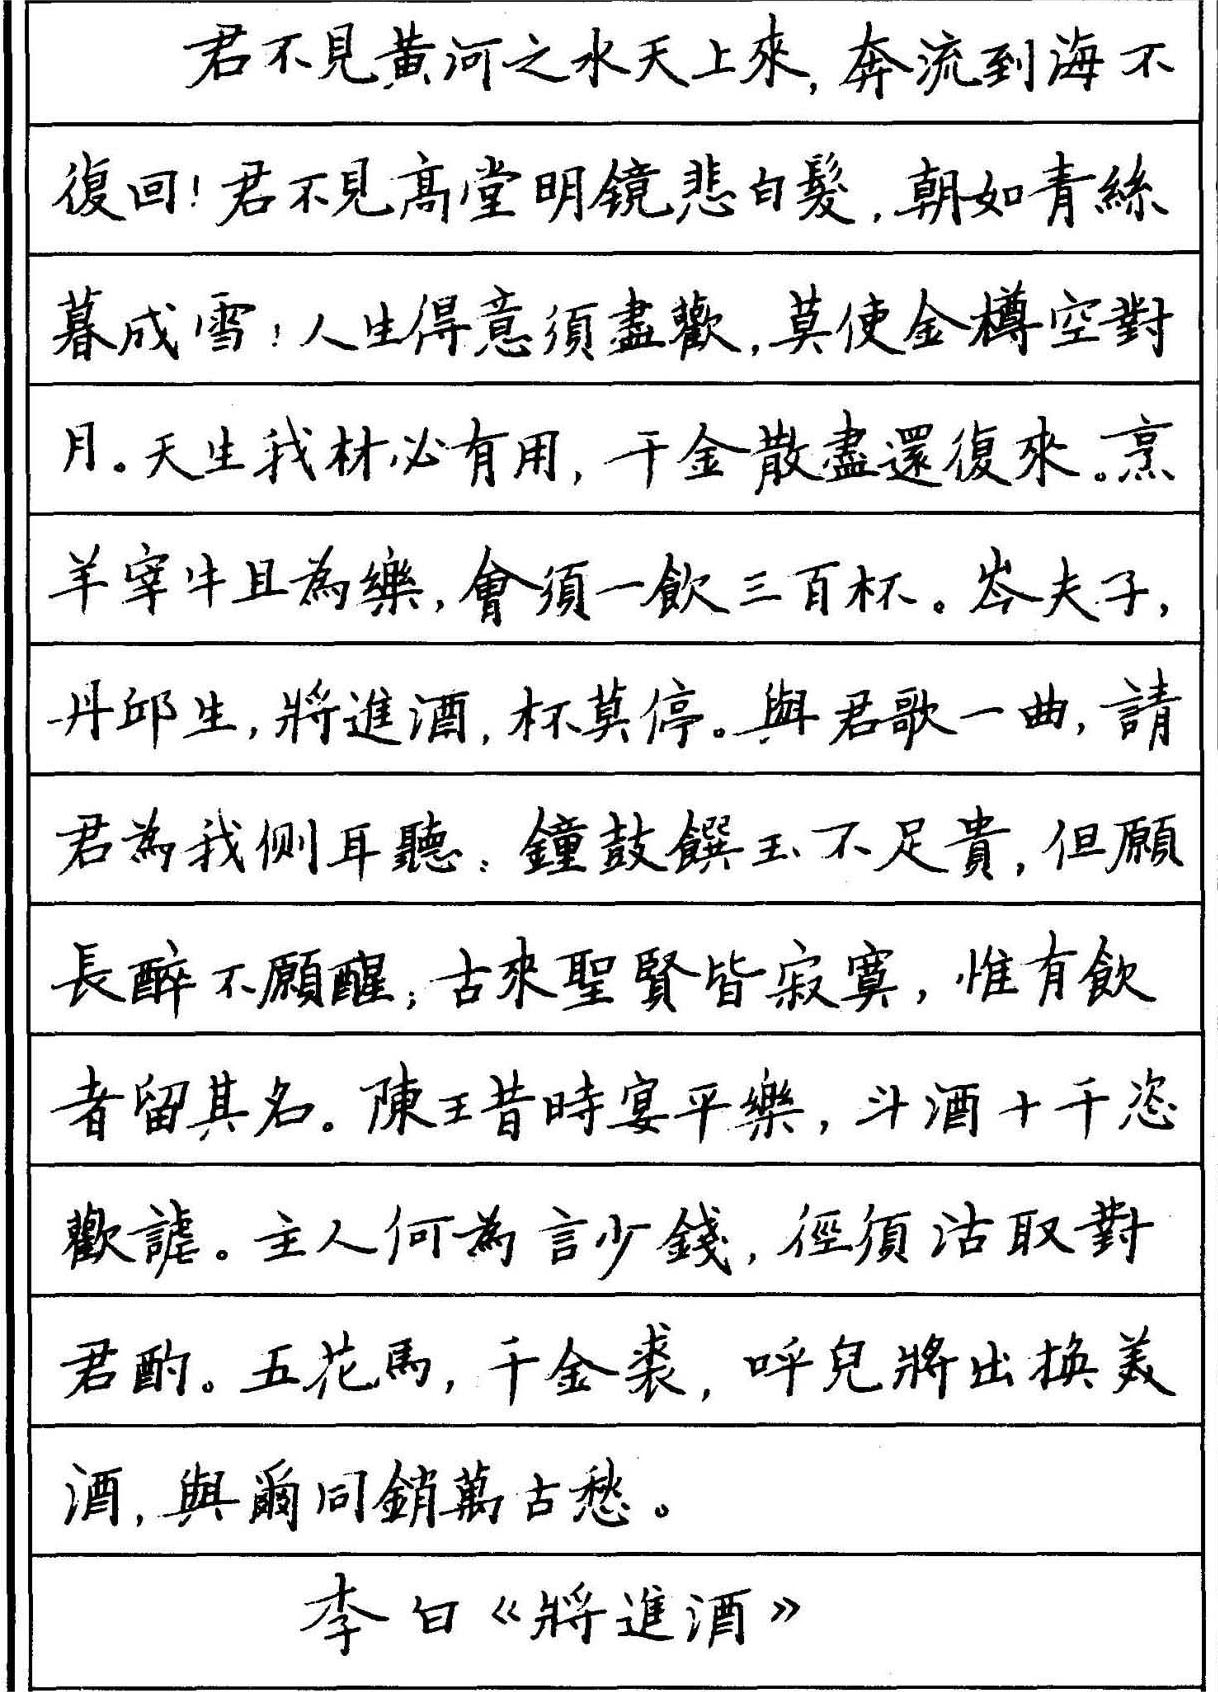 君不見黃河之水天上來,奔流到海不
復回!君不見高堂明鏡悲白髮,朝如青絲
暮成雪!人生得意須盡歡,莫使金樽空對
月。天生我材必有用,千金散盡還復來。烹
羊宰牛且為樂,會須一飲三百杯。岑夫子,
丹邱生,將進酒,杯莫停。與君歌一曲,請
君為我側耳聽:鐘鼓饌玉不足貴,但願
長醉不願醒;古來聖賢皆寂寞,惟有飲
者留其名。陳王昔時宴平樂,斗酒十千恣
歡謔。主人何為言少錢,徑須沽取對
君酌。五花馬,千金裘,呼兒將出換美
酒,與爾同銷萬古愁。
李白《將進酒》